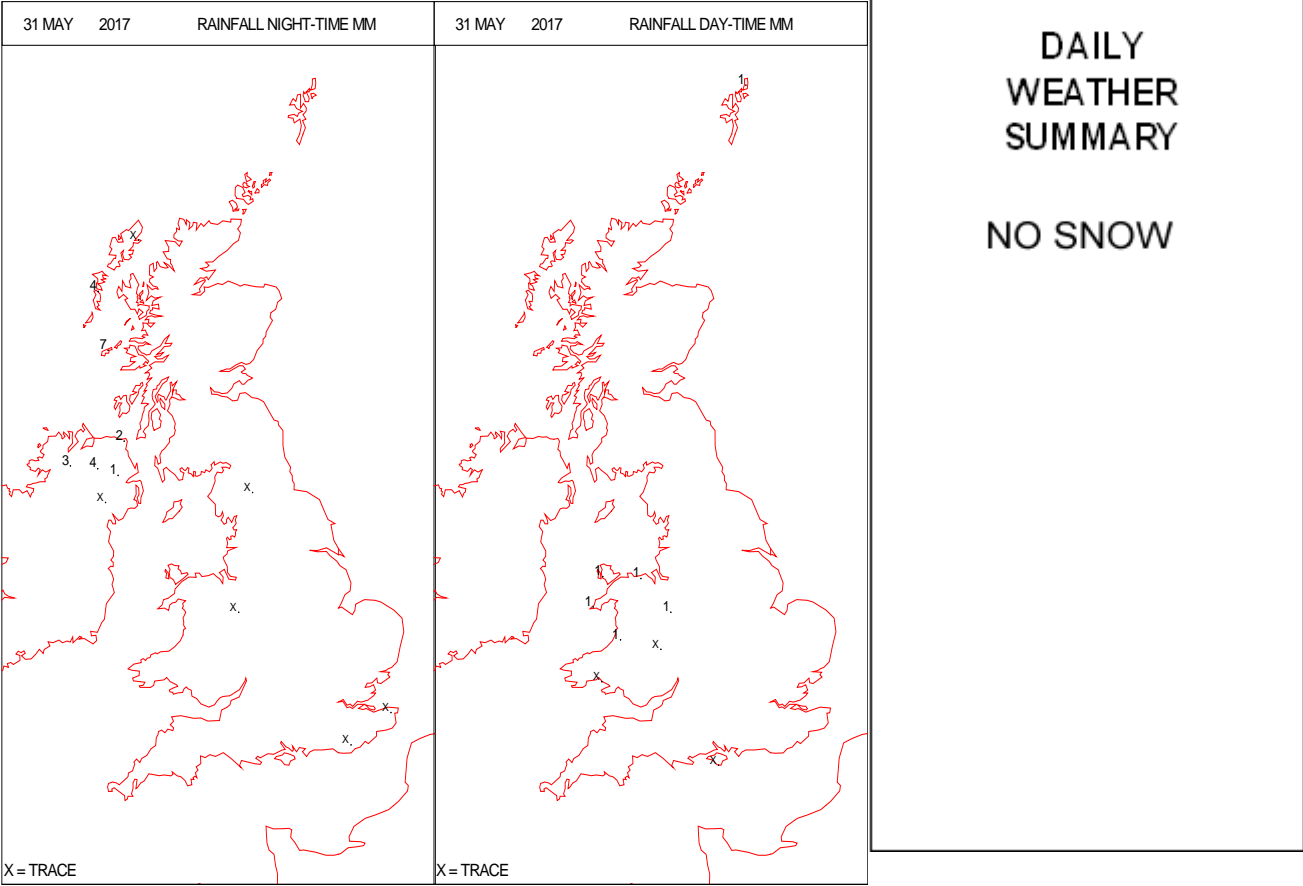 31 MAY 2017 RAINFALL NIGHT-TIME MM
X
4
7
2.
3. 4. 1.
X. X.
X.
X.
X.
X = TRACE
31 MAY 2017 RAINFALL DAY-TIME MM
1
1. 1.
1 1.
1.
X.
X
X
X = TRACE
DAILY
WEATHER
SUMMARY
NO SNOW